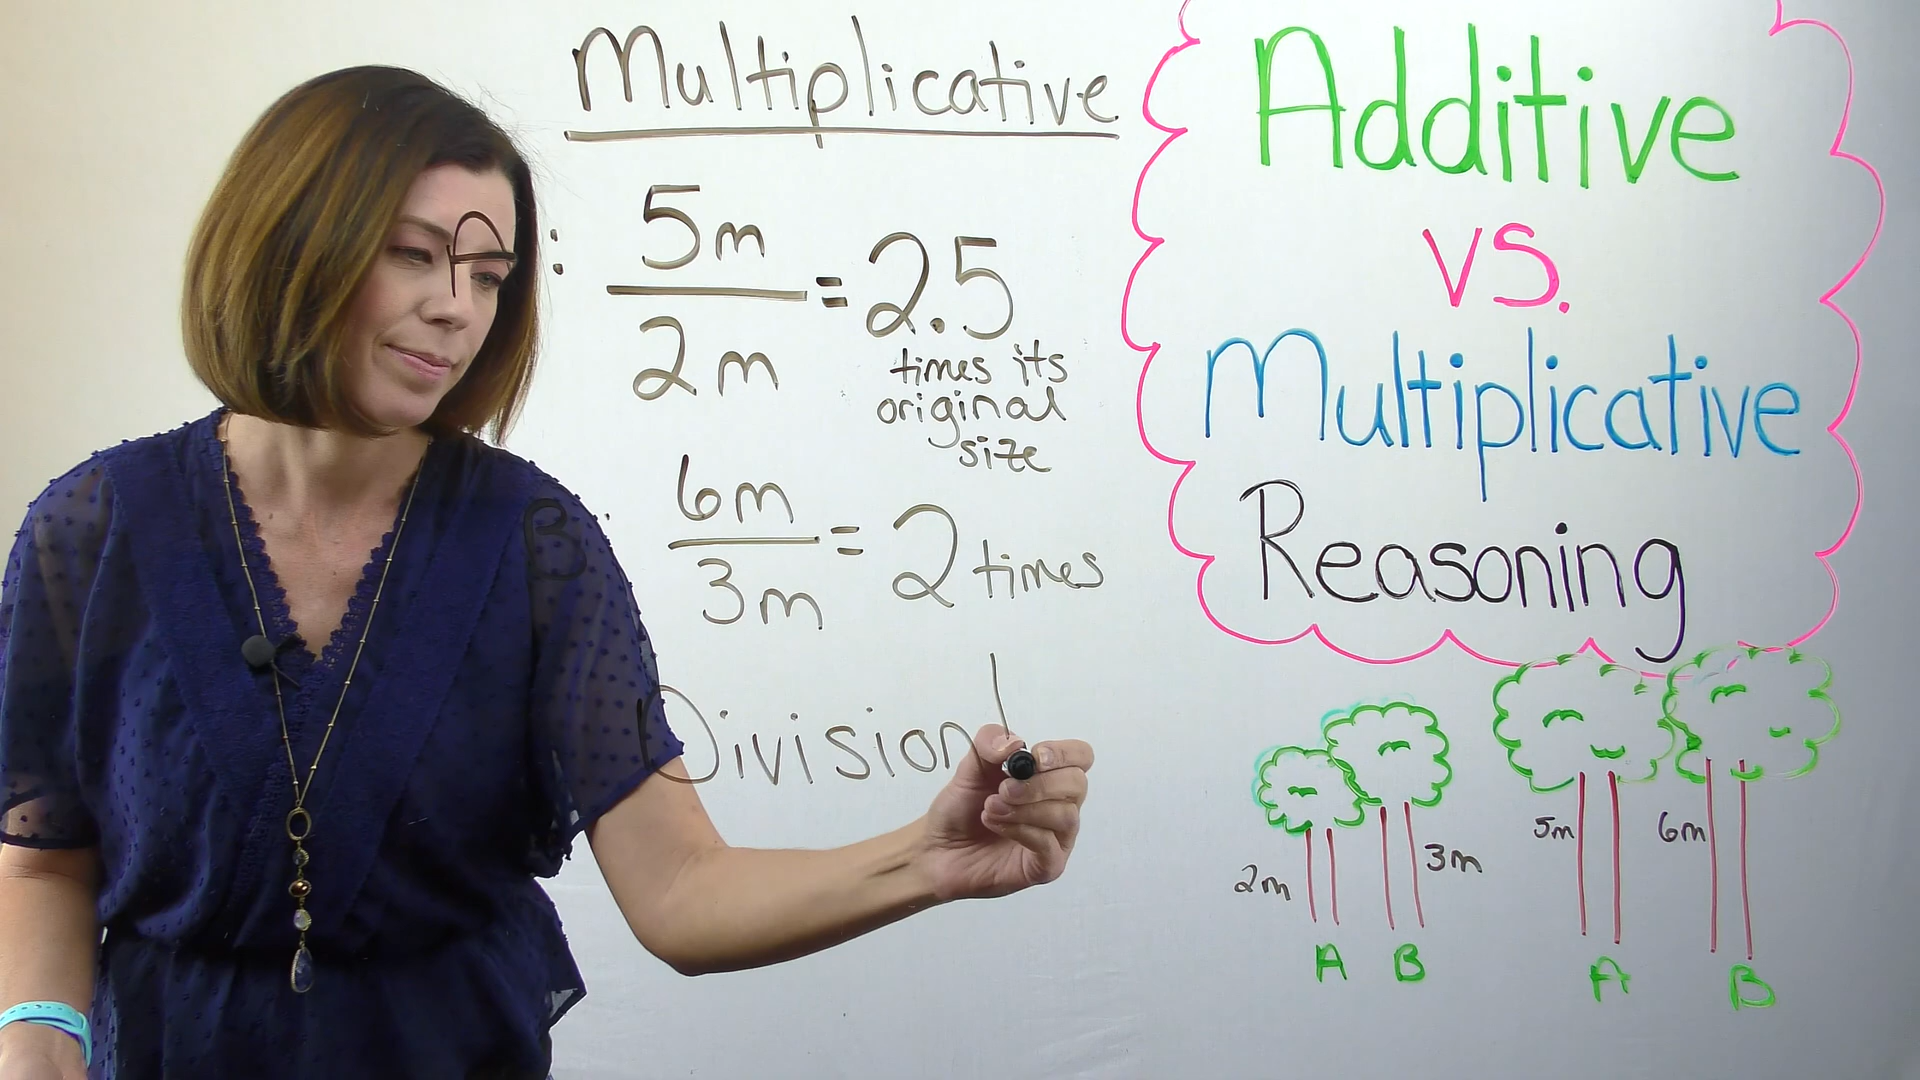 Multiplicative
A: 5m
2m
= 2.5
times its
original
size
B: 6m
3m
= 2 times
Division
Additive
vs.
Multiplicative
Reasoning
2m
3m
5m
6m
A B A B